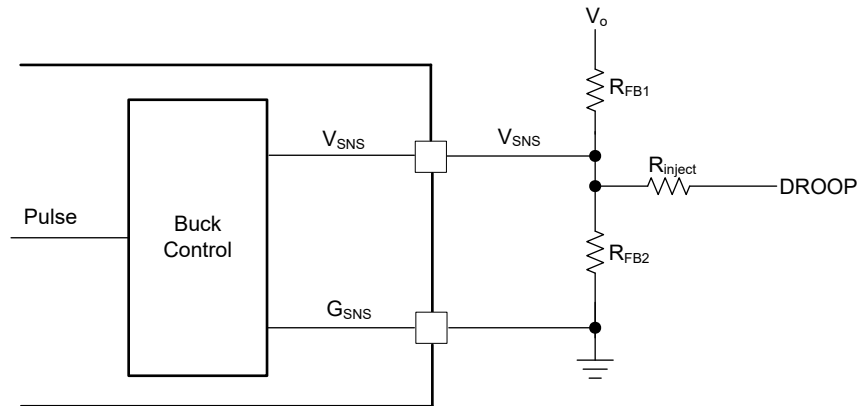 Vo
RFB1
VSNS
VSNS
Rinject
DROOP
Pulse
Buck
Control
RFB2
GSNS